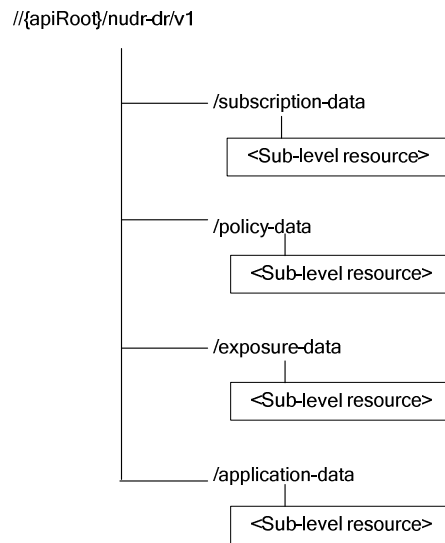 //{apiRoot}/nudr-dr/v1
/subscription-data
<Sub-level resource>
/policy-data
<Sub-level resource>
/exposure-data
<Sub-level resource>
/application-data
<Sub-level resource>